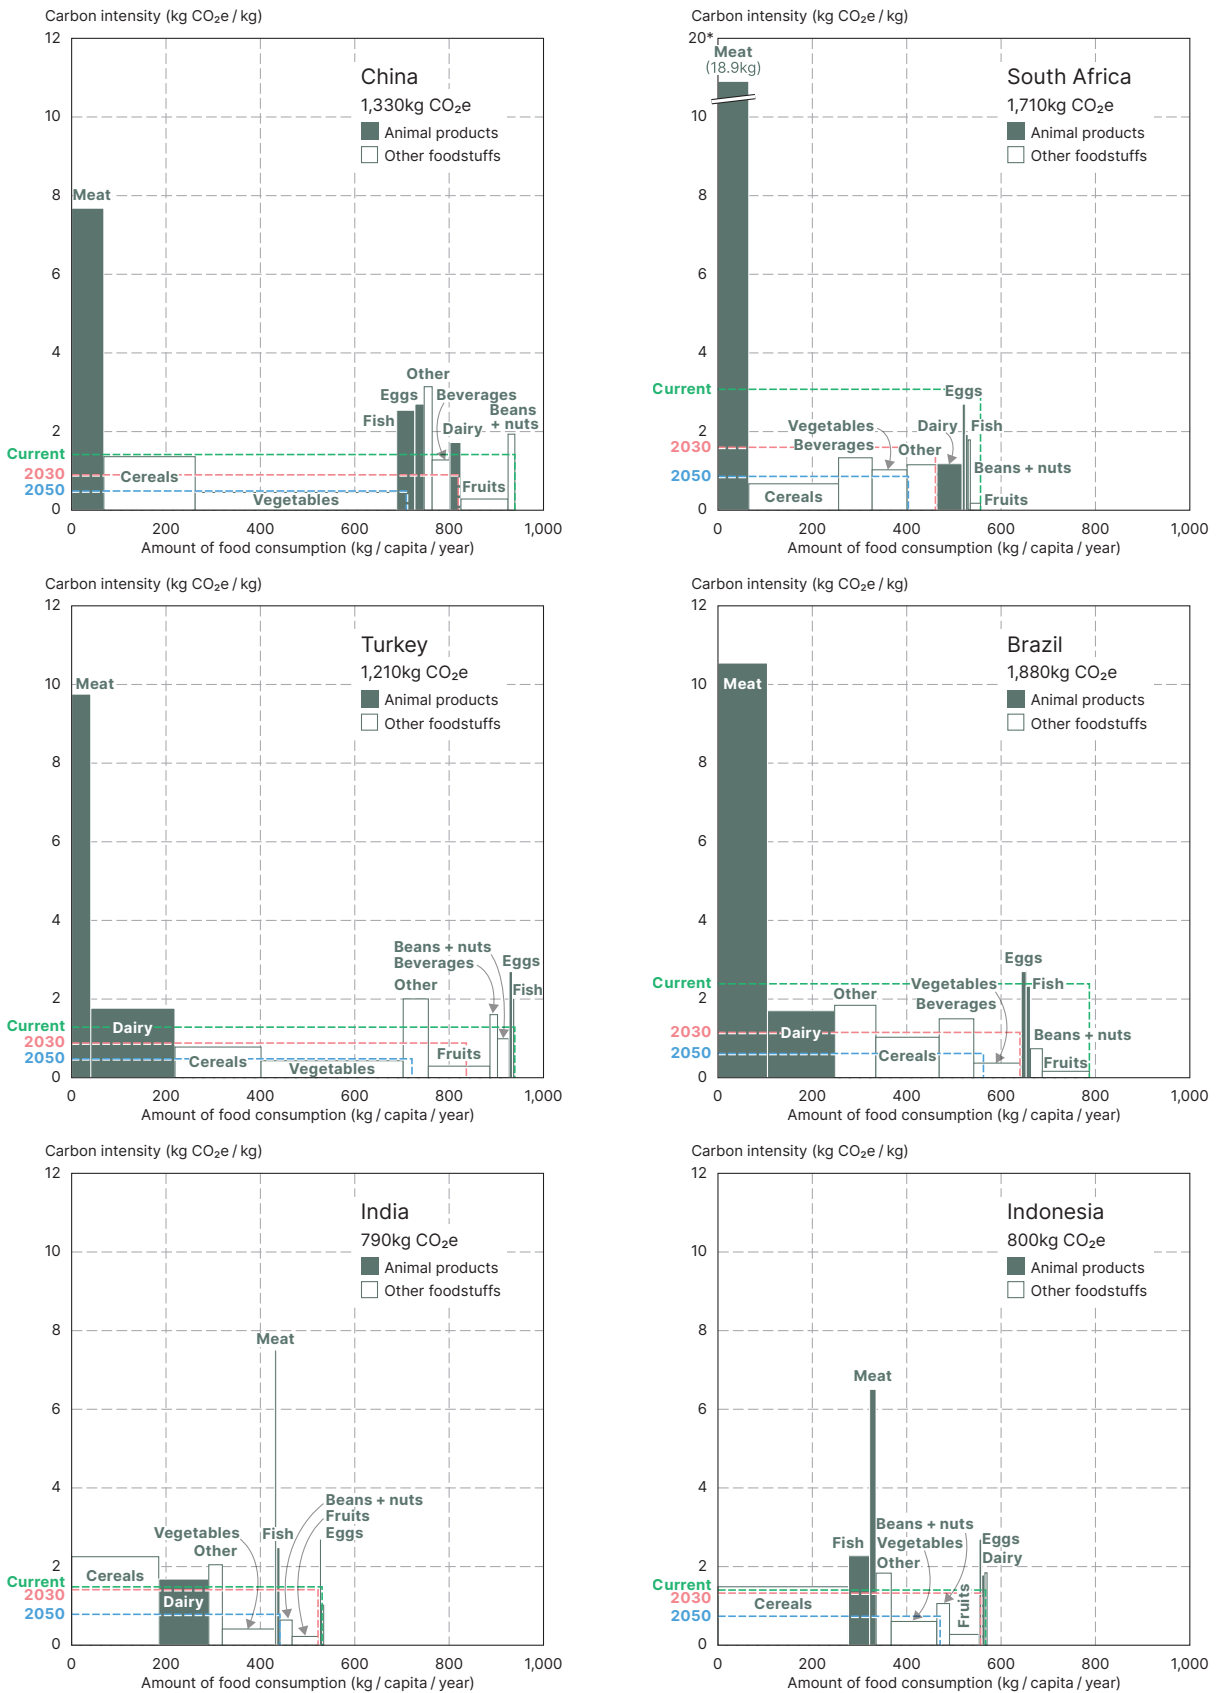 Carbon intensity (kg CO₂e / kg)
12
10
8
6
4
2
0
China
1,330kg CO₂e
Animal products
Other foodstuffs
Meat
Cereals
Vegetables
Fish
Eggs
Other
Beverages
Dairy
Beans
+ nuts
Fruits
Current
2030
2050
0 200 400 600 800 1,000
Amount of food consumption (kg / capita / year)
Carbon intensity (kg CO₂e / kg)
20*
10
8
6
4
2
0
Meat
(18.9kg)
South Africa
1,710kg CO₂e
Animal products
Other foodstuffs
Current
2030
2050
Cereals
Vegetables
Beverages
Other
Dairy
Eggs
Fish
Beans + nuts
Fruits
0 200 400 600 800 1,000
Amount of food consumption (kg / capita / year)
Carbon intensity (kg CO₂e / kg)
12
10
8
6
4
2
0
Turkey
1,210kg CO₂e
Animal products
Other foodstuffs
Meat
Dairy
Cereals
Vegetables
Other
Fruits
Beans + nuts
Beverages
Eggs
Fish
Current
2030
2050
0 200 400 600 800 1,000
Amount of food consumption (kg / capita / year)
Carbon intensity (kg CO₂e / kg)
12
10
8
6
4
2
0
Brazil
1,880kg CO₂e
Animal products
Other foodstuffs
Meat
Dairy
Other
Cereals
Vegetables
Beverages
Eggs
Fish
Beans + nuts
Fruits
Current
2030
2050
0 200 400 600 800 1,000
Amount of food consumption (kg / capita / year)
Carbon intensity (kg CO₂e / kg)
12
10
8
6
4
2
0
India
790kg CO₂e
Animal products
Other foodstuffs
Meat
Cereals
Dairy
Vegetables
Other
Fish
Beans + nuts
Fruits
Eggs
Current
2030
2050
0 200 400 600 800 1,000
Amount of food consumption (kg / capita / year)
Carbon intensity (kg CO₂e / kg)
12
10
8
6
4
2
0
Indonesia
800kg CO₂e
Animal products
Other foodstuffs
Meat
Cereals
Fish
Beans + nuts
Vegetables
Other
Fruits
Eggs
Dairy
Current
2030
2050
0 200 400 600 800 1,000
Amount of food consumption (kg / capita / year)